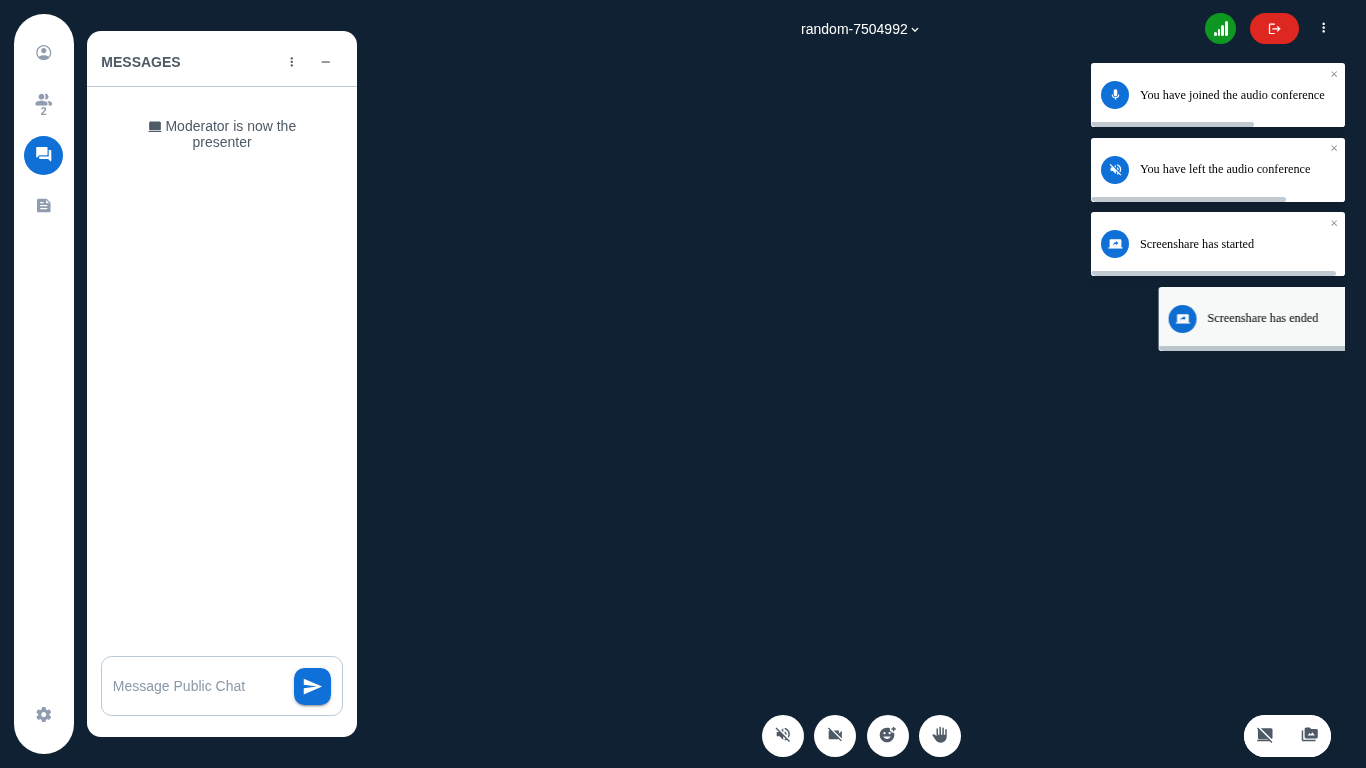 random-7504992
MESSAGES
2
Moderator is now the
presenter
You have joined the audio conference
You have left the audio conference
Screenshare has started
Screenshare has ended
Message Public Chat